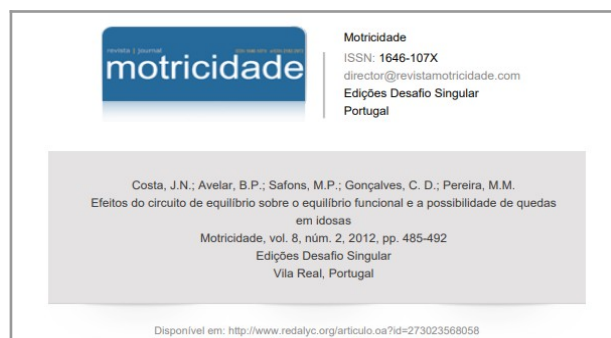 revista | journal
motricidade
Motricidade
ISSN: 1646-107X
director@revistamotricidade.com
Edições Desafio Singular
Portugal
Costa, J.N.; Avelar, B.P.; Safons, M.P.; Gonçalves, C. D.; Pereira, M.M.
Efeitos do circuito de equilíbrio sobre o equilíbrio funcional e a possibilidade de quedas
em idosas
Motricidade, vol. 8, núm. 2, 2012, pp. 485-492
Edições Desafio Singular
Vila Real, Portugal
Disponível em: http://www.redalyc.org/articulo.oa?id=273023568058